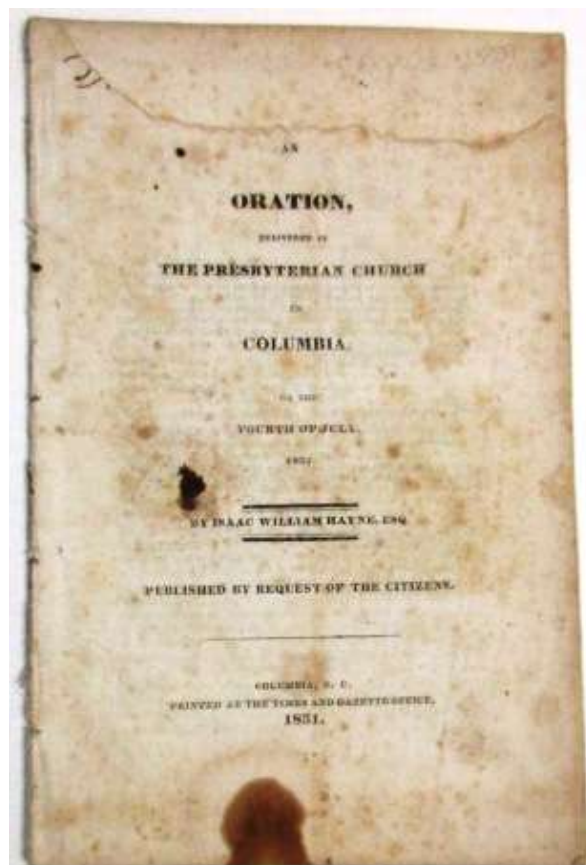 AN
ORATION,
DELIVERED IN
THE PRESBYTERIAN CHURCH
IN
COLUMBIA
ON THE
FOURTH OF JULY,
BY ISAAC WILLIAM HAYNE, ESQ
PUBLISHED BY REQUEST OF THE CITIZENS.
COLUMBIA, S. C.
PRINTED AT THE TIMES AND GAZETTE OFFICE,
1831.